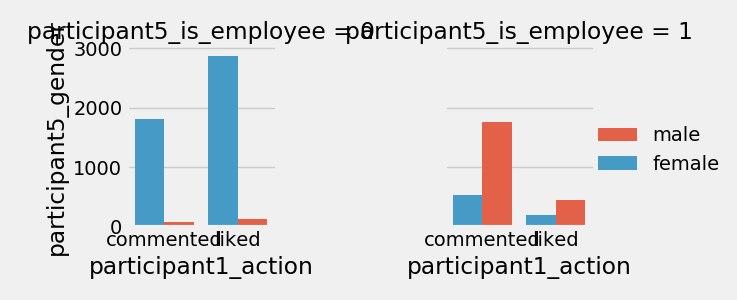 participant5_is_employee = 0
participant5_is_employee = 1
participant5_gender
3000
2000
1000
0
commented
liked
commented
liked
participant1_action
participant1_action
male
female